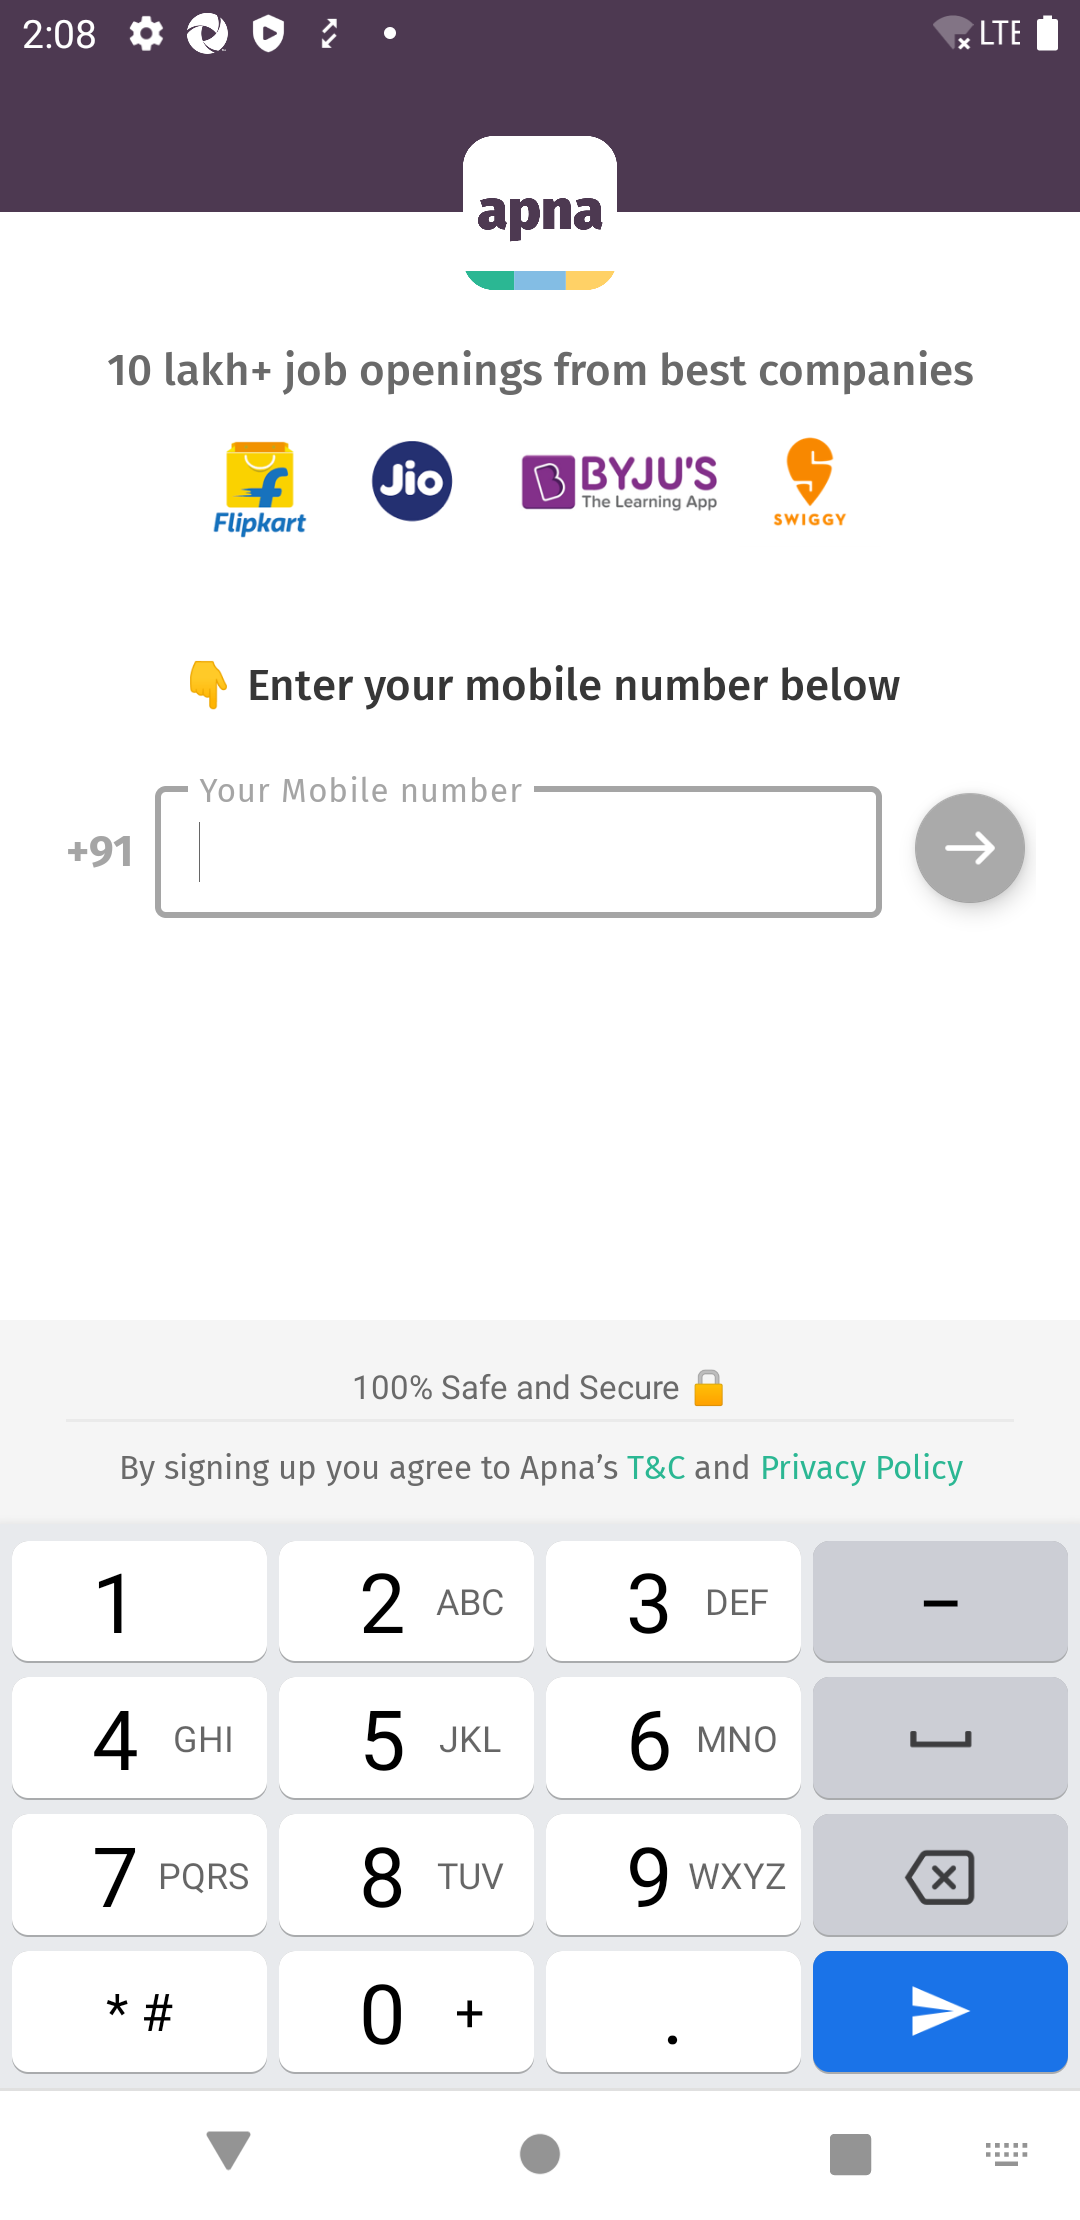 2:08
LTE
apna
10 lakh+ job openings from best companies
Flipkart
Jio
BYJU'S
The Learning App
SWIGGY
👇 Enter your mobile number below
Your Mobile number
+91
100% Safe and Secure 🔒
By signing up you agree to Apna’s T&C and Privacy Policy
1
2 ABC
3 DEF
–
4 GHI
5 JKL
6 MNO
7 PQRS
8 TUV
9 WXYZ
* #
0 +
.